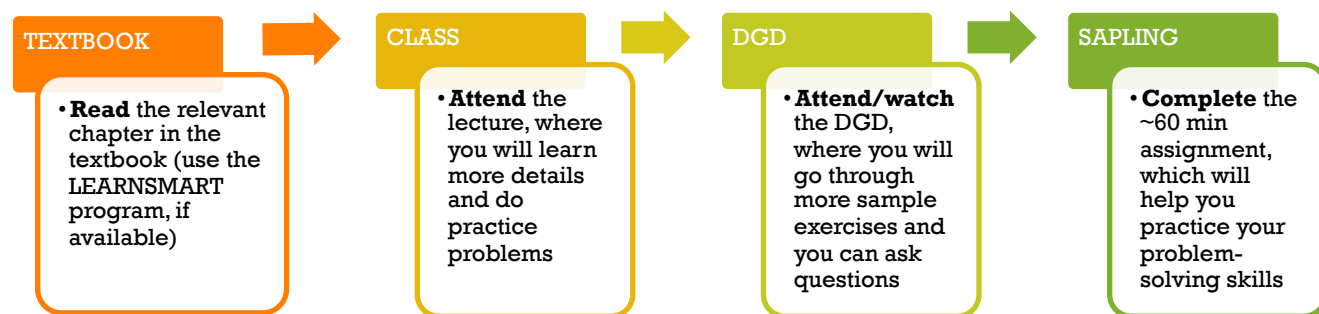 TEXTBOOK
• Read the relevant
chapter in the
textbook (use the
LEARNSMART
program, if
available)
CLASS
• Attend the
lecture, where
you will learn
more details
and do
practice
problems
DGD
• Attend/watch
the DGD,
where you will
go through
more sample
exercises and
you can ask
questions
SAPLING
• Complete the
~60 min
assignment,
which will
help you
practice your
problem-
solving skills